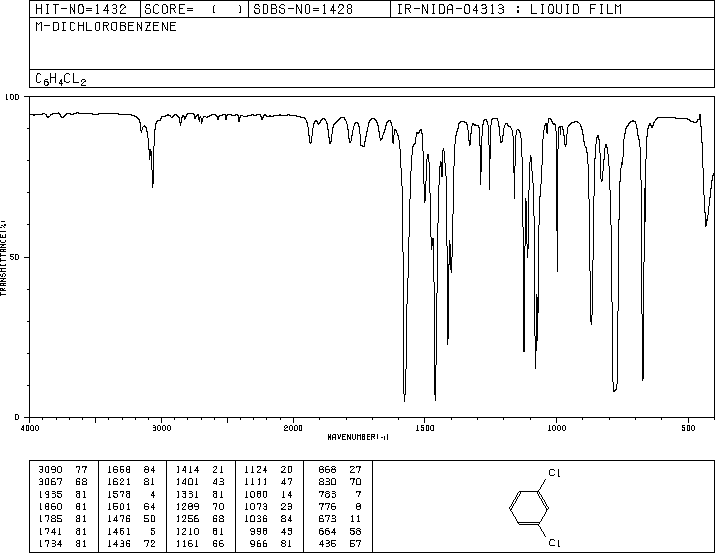 HIT-NO=1432 SCORE= ( ) SDBS-NO=1428 IR-NIDA-04313 : LIQUID FILM
M-DICHLOROBENZENE
C6H4CL2
100
50
0
TRANSMITTANCE(%)
4000 3000 2000 1500 1000 500
WAVENUMBER(-1)
3090 77 1668 84 1414 21 1124 20 868 27
3067 68 1621 81 1401 43 1111 47 830 70
1935 81 1578 4 1331 81 1080 14 783 7
1860 81 1501 64 1289 70 1073 23 776 8
1785 81 1476 50 1256 68 1036 84 673 11
1741 81 1461 5 1210 81 998 43 664 58
1734 81 1436 72 1161 66 966 81 435 57
Cl
Cl